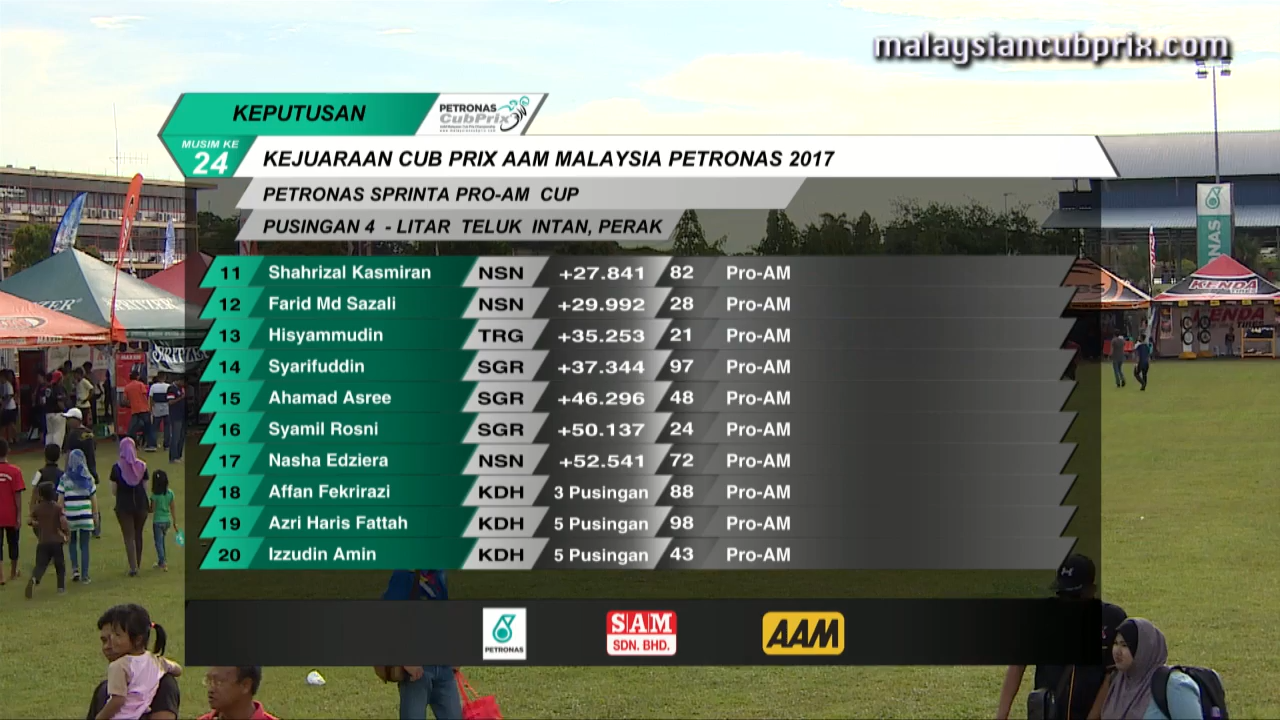 malaysiancubprix.com
KEPUTUSAN
PETRONAS
CubPrix
MUSIM KE
24
KEJUARAAN CUB PRIX AAM MALAYSIA PETRONAS 2017
PETRONAS SPRINTA PRO-AM CUP
PUSINGAN 4 - LITAR TELUK INTAN, PERAK
11 Shahrizal Kasmiran NSN +27.841 82 Pro-AM
12 Farid Md Sazali NSN +29.992 28 Pro-AM
13 Hisyammudin TRG +35.253 21 Pro-AM
14 Syarifuddin SGR +37.344 97 Pro-AM
15 Ahamad Asree SGR +46.296 48 Pro-AM
16 Syamil Rosni SGR +50.137 24 Pro-AM
17 Nasha Edziera NSN +52.541 72 Pro-AM
18 Affan Fekrirazi KDH 3 Pusingan 88 Pro-AM
19 Azri Haris Fattah KDH 5 Pusingan 98 Pro-AM
20 Izzudin Amin KDH 5 Pusingan 43 Pro-AM
KENDA
KENDA
PETRONAS
SAM
SDN. BHD.
AAM